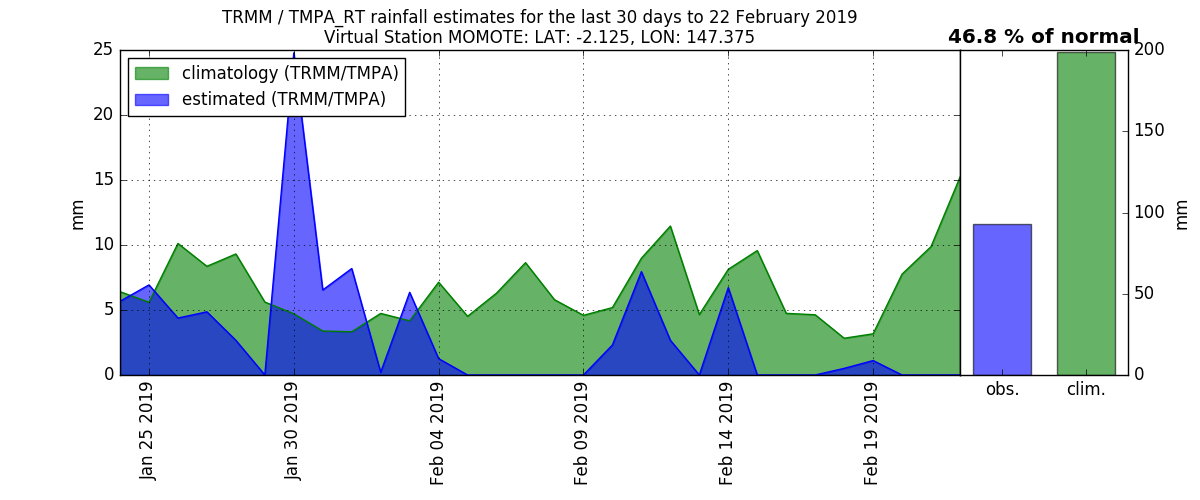 TRMM / TMPA_RT rainfall estimates for the last 30 days to 22 February 2019
Virtual Station MOMOTE: LAT: -2.125, LON: 147.375
46.8 % of normal
climatology (TRMM/TMPA)
estimated (TRMM/TMPA)
25
20
15
10
5
0
mm
Jan 25 2019
Jan 30 2019
Feb 04 2019
Feb 09 2019
Feb 14 2019
Feb 19 2019
obs.
clim.
200
150
100
50
0
mm